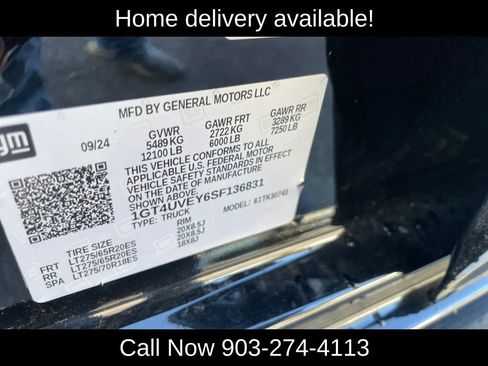 Home delivery available!
gm
MFD BY GENERAL MOTORS LLC
09/24
GVWR
5489 KG
12100 LB
GAWR FRT
2722 KG
6000 LB
GAWR RR
3289 KG
7250 LB
THIS VEHICLE CONFORMS TO ALL
APPLICABLE U.S. FEDERAL MOTOR
VEHICLE SAFETY STANDARDS IN
EFFECT ON THE DATE OF
MANUFACTURE SHOWN ABOVE.
1GT4UVEY6SF136831
TYPE: TRUCK
MODEL:
TIRE SIZE
RIM
FRT LT275/65R20ES 20X8.5J
RR LT275/65R20ES 20X8.5J
SPA LT275/70R18ES 18X8J
Call Now 903-274-4113